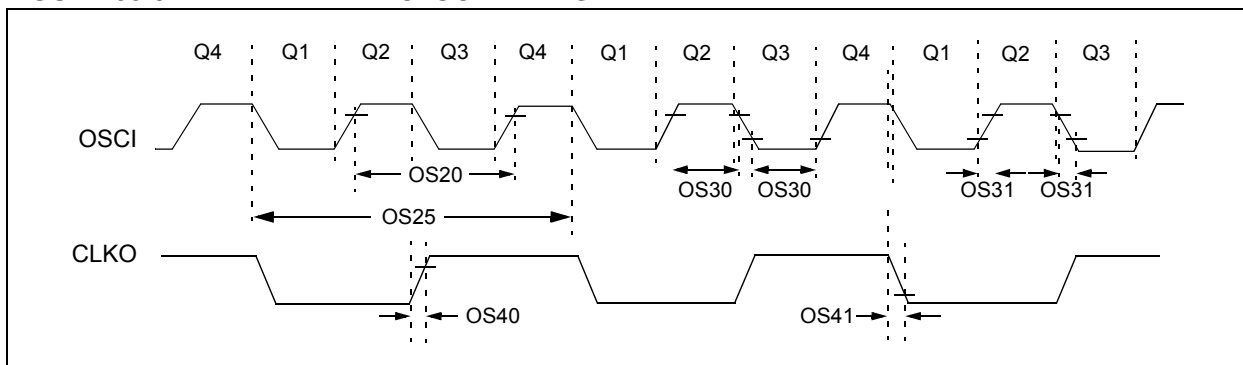 Q4 Q1 Q2 Q3 Q4 Q1 Q2 Q3 Q4 Q1 Q2 Q3
OSCI
OS20 OS30 OS30 OS31 OS31
OS25
CLKO
OS40 OS41